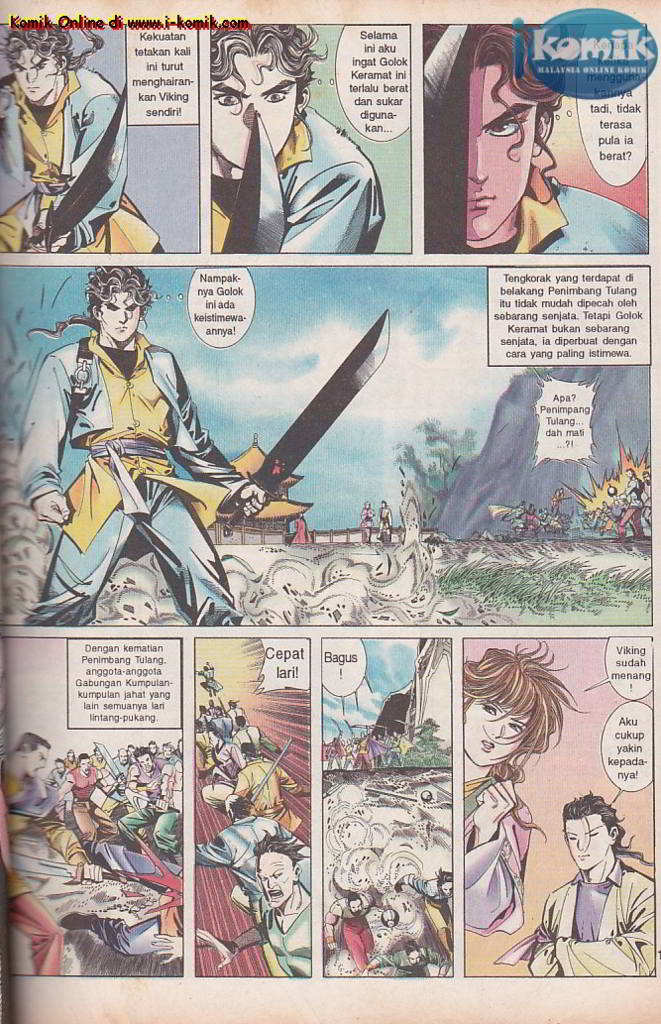 Komik Online di www.i-komik.com
ikomik
MALAYSIA ONLINE KOMIK
Kekuatan
tetakan kali
ini turut
menghairan-
kan Viking
sendiri!
Selama
ini aku
ingat Golok
Keramat ini
terlalu berat
dan sukar
diguna-
kan...
tadi, tidak
terasa
pula ia
berat?
Nampak-
nya Golok
ini ada
keistimewa-
annya!
Tengkorak yang terdapat di
belakang Penimbang Tulang
itu tidak mudah dipecah oleh
sebarang senjata. Tetapi Golok
Keramat bukan sebarang
senjata, ia diperbuat dengan
cara yang paling istimewa.
Apa?
Penimpang
Tulang...
dah mati
...?!
Dengan kematian
Penimbang Tulang,
anggota-anggota
Gabungan Kumpulan-
kumpulan jahat yang
lain semuanya lari
lintang-pukang.
Cepat
lari!
Bagus
!
Viking
sudah
menang
!
Aku
cukup
yakin
kepada-
nya!